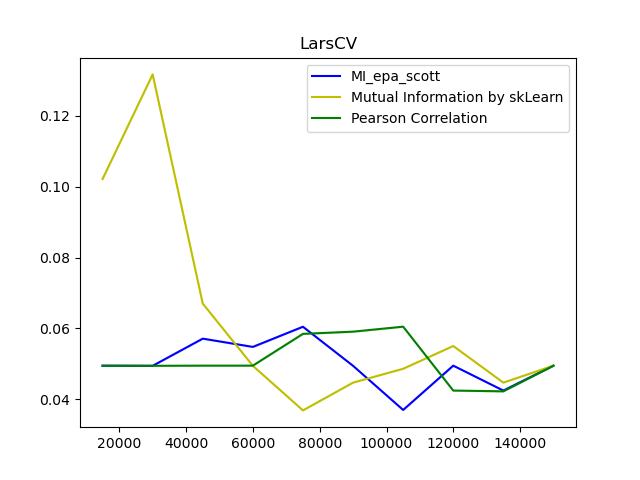 LarsCV
MI_epa_scott
Mutual Information by skLearn
Pearson Correlation
0.12
0.10
0.08
0.06
0.04
20000 40000 60000 80000 100000 120000 140000